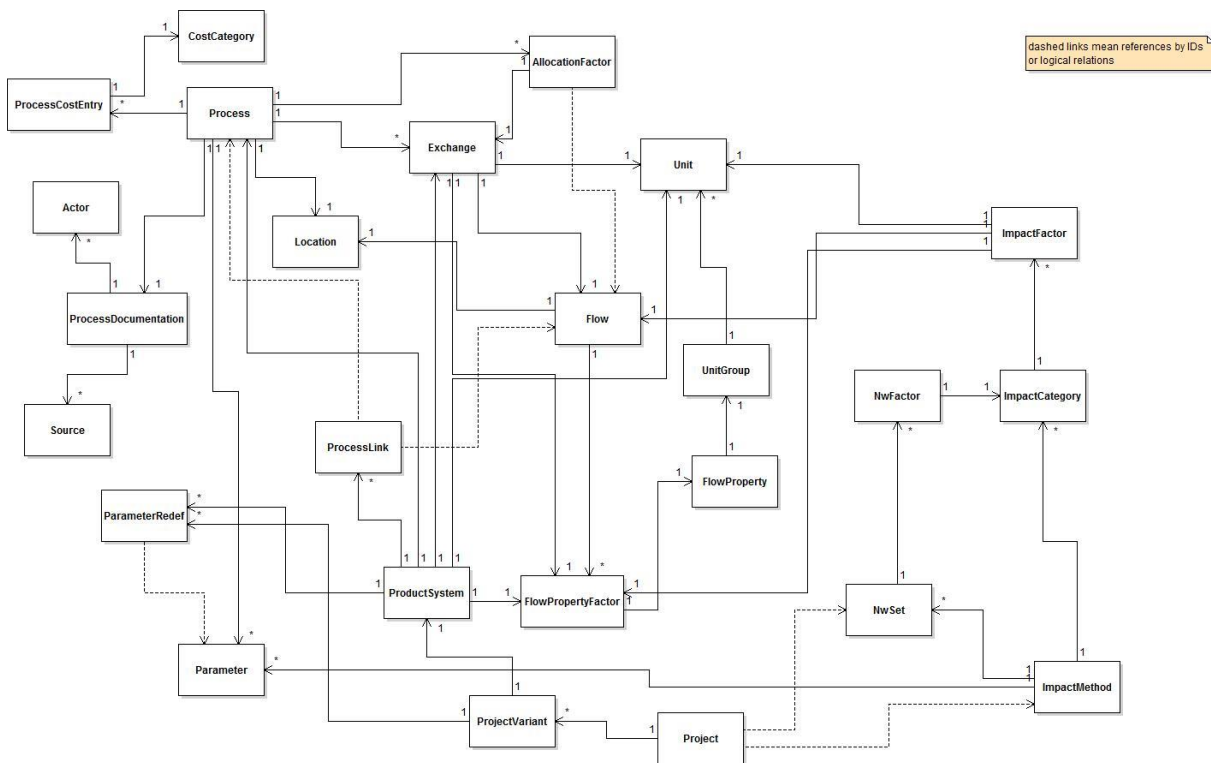 CostCategory
AllocationFactor
dashed links mean references by IDs
or logical relations
ProcessCostEntry
Process
Exchange
Unit
Actor
Location
ImpactFactor
ProcessDocumentation
Flow
UnitGroup
NwFactor
ImpactCategory
Source
ProcessLink
FlowProperty
ParameterRedef
ProductSystem
FlowPropertyFactor
NwSet
Parameter
ImpactMethod
ProjectVariant
Project